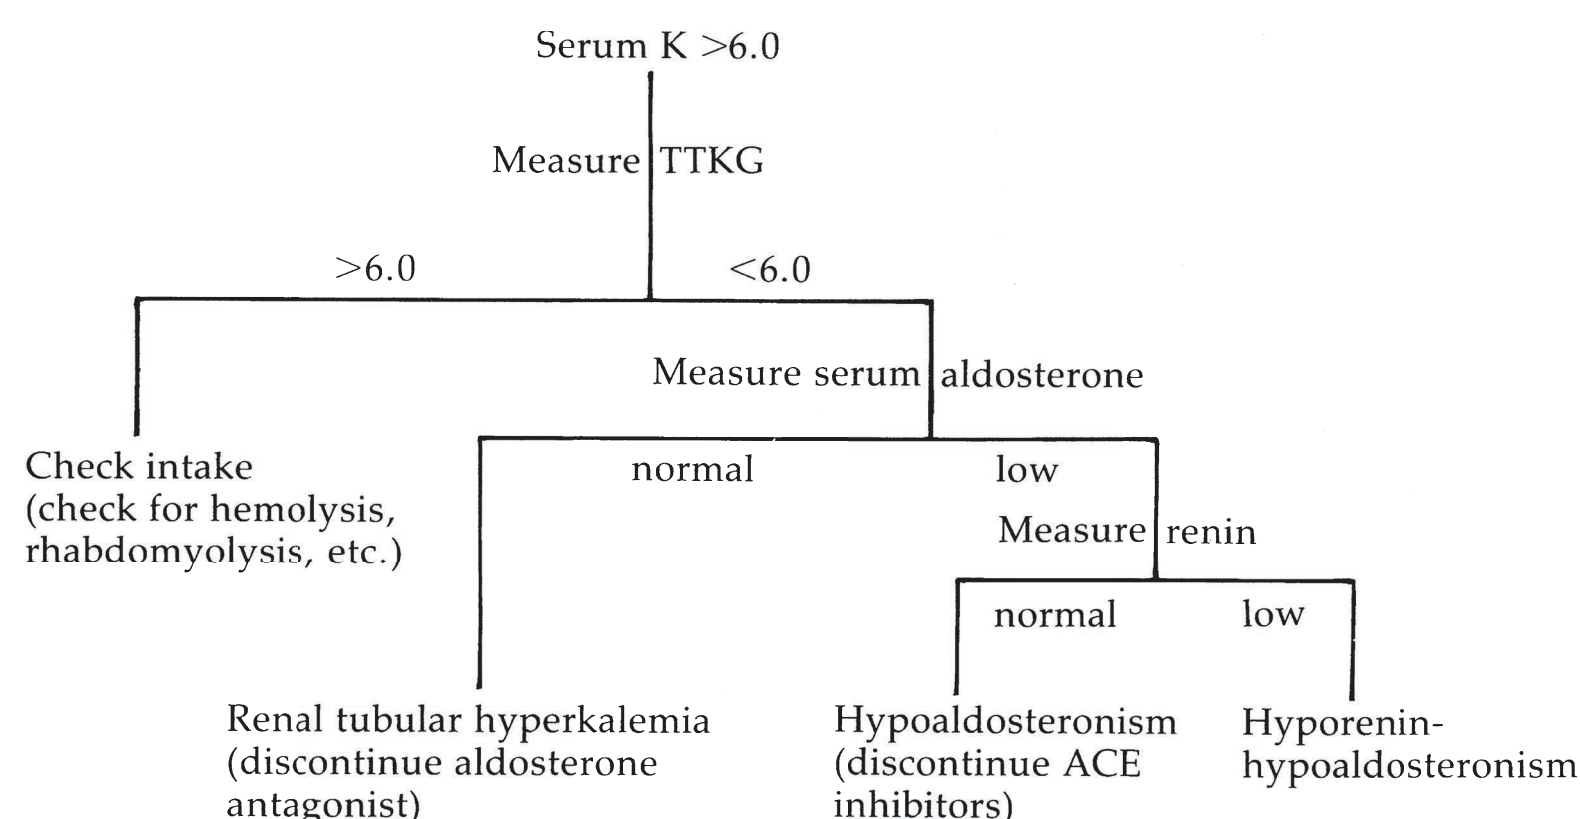 Serum K >6.0
Measure TTKG
>6.0
<6.0
Measure serum aldosterone
Check intake
(check for hemolysis,
rhabdomyolysis, etc.)
normal
low
Measure renin
normal
low
Renal tubular hyperkalemia
(discontinue aldosterone
antagonist)
Hypoaldosteronism
(discontinue ACE
inhibitors)
Hyporenin-
hypoaldosteronism